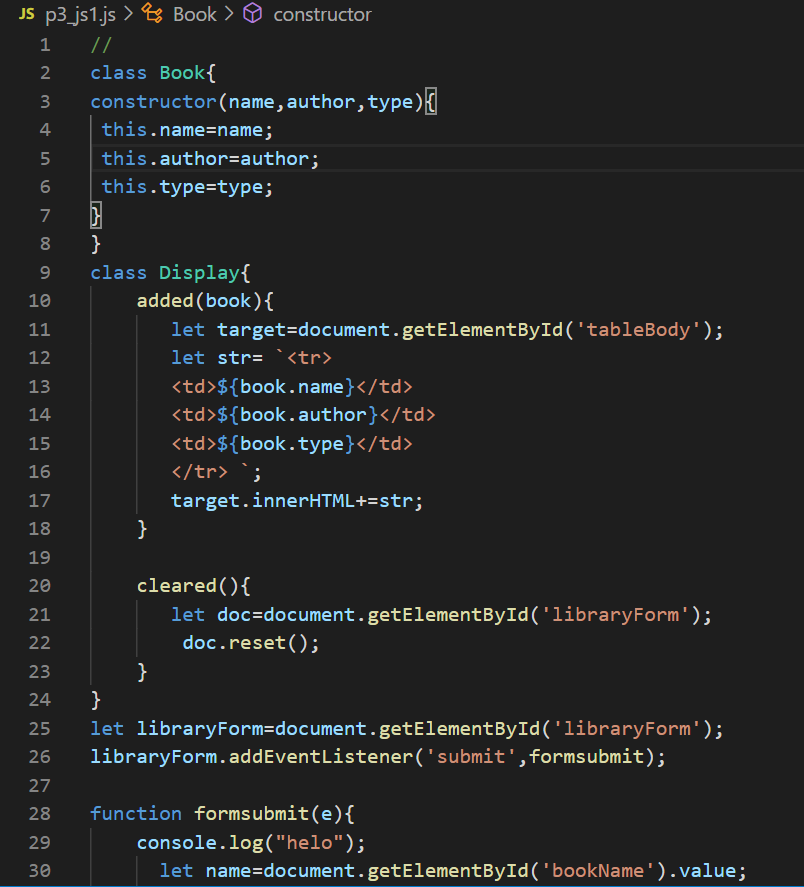 JS p3_js1.js > Book > constructor
1 //
2 class Book{
3 constructor(name,author,type){
4  this.name=name;
5  this.author=author;
6  this.type=type;
7 }
8 }
9 class Display{
10     added(book){
11        let target=document.getElementById('tableBody');
12        let str= `<tr>
13        <td>${book.name}</td>
14        <td>${book.author}</td>
15        <td>${book.type}</td>
16        </tr> `;
17        target.innerHTML+=str;
18     }
19
20     cleared(){
21        let doc=document.getElementById('libraryForm');
22         doc.reset();
23     }
24 }
25 let libraryForm=document.getElementById('libraryForm');
26 libraryForm.addEventListener('submit',formsubmit);
27
28 function formsubmit(e){
29     console.log("helo");
30       let name=document.getElementById('bookName').value;